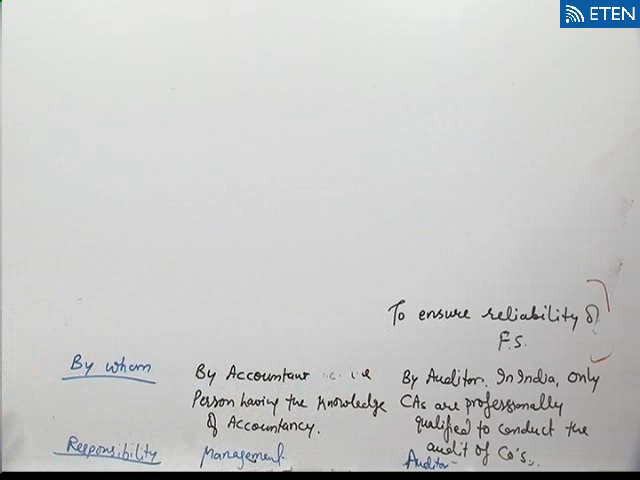 ETEN
To ensure reliability of
F.S.
By whom By Accountant i.e. By Auditor. In India, only
Person having the knowledge CAs are professionally
of Accountancy. qualified to conduct the
audit of Co's.
Responsibility Management Auditor